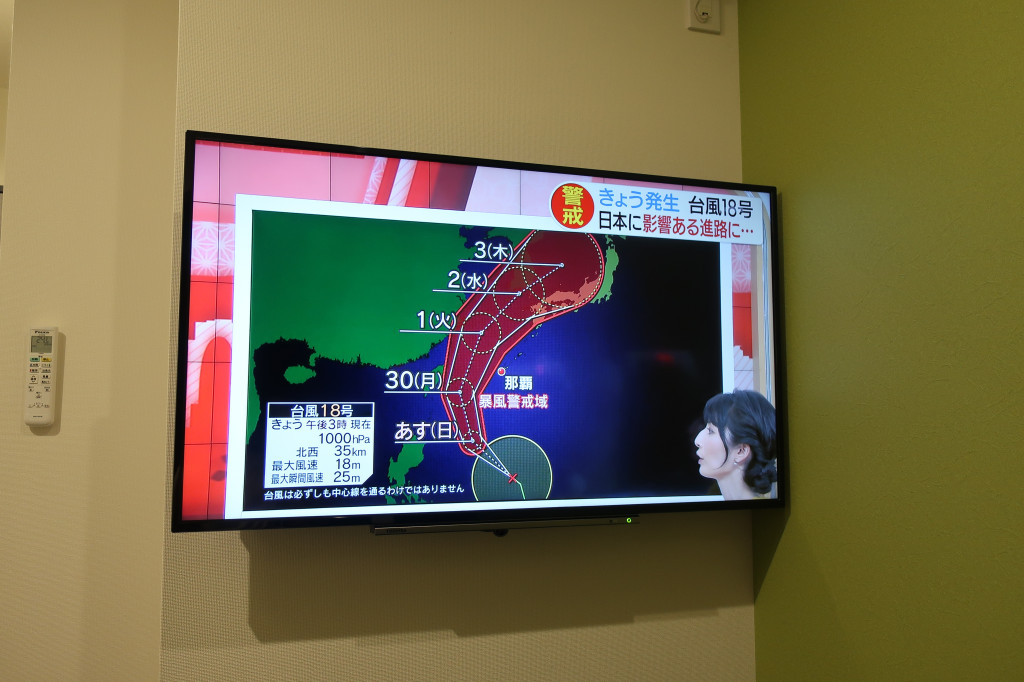 警戒
きょう発生 台風18号
日本に影響ある進路に…
3(木)
2(水)
1(火)
30(月)
那覇
暴風警戒域
あす(日)
台風18号
きょう 午後3時 現在
1000hPa
北西 35km
最大風速 18m
最大瞬間風速 25m
台風は必ずしも中心線を通るわけではありません